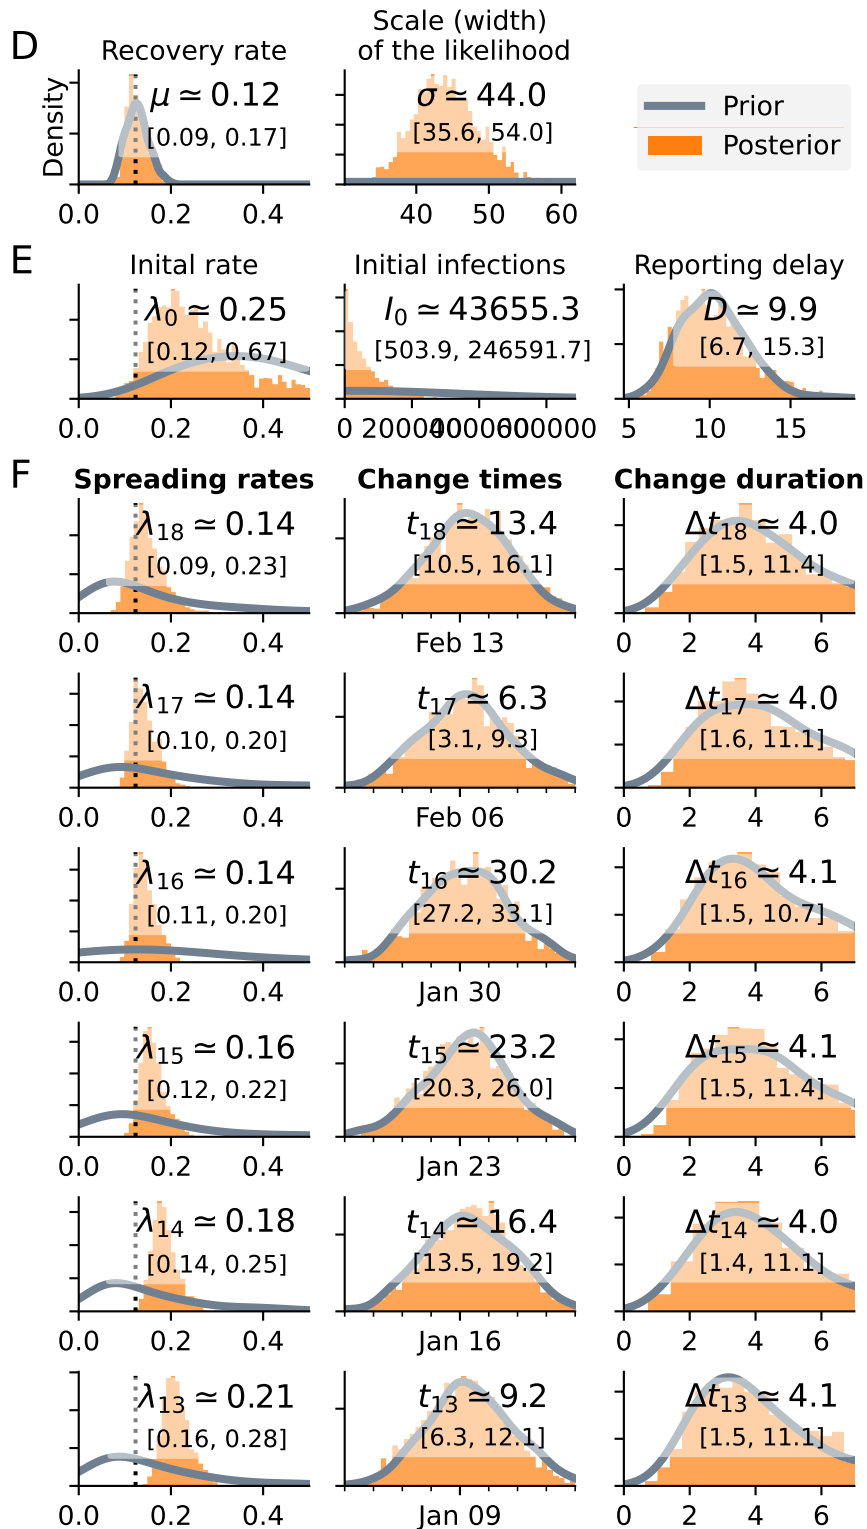 D
Recovery rate
Scale (width)
of the likelihood
Density
μ ≃ 0.12
[0.09, 0.17]
0.0 0.2 0.4
σ ≃ 44.0
[35.6, 54.0]
40 50 60
Prior
Posterior
E
Inital rate
λ0 ≃ 0.25
[0.12, 0.67]
0.0 0.2 0.4
Initial infections
I0 ≃ 43655.3
[503.9, 246591.7]
0 200000 400000 600000
Reporting delay
D ≃ 9.9
[6.7, 15.3]
5 10 15
F
Spreading rates Change times Change duration
λ18 ≃ 0.14 t18 ≃ 13.4 Δt18 ≃ 4.0
[0.09, 0.23] [10.5, 16.1] [1.5, 11.4]
0.0 0.2 0.4 0 2 4 6
Feb 13
λ17 ≃ 0.14 t17 ≃ 6.3 Δt17 ≃ 4.0
[0.10, 0.20] [3.1, 9.3] [1.6, 11.1]
0.0 0.2 0.4 0 2 4 6
Feb 06
λ16 ≃ 0.14 t16 ≃ 30.2 Δt16 ≃ 4.1
[0.11, 0.20] [27.2, 33.1] [1.5, 10.7]
0.0 0.2 0.4 0 2 4 6
Jan 30
λ15 ≃ 0.16 t15 ≃ 23.2 Δt15 ≃ 4.1
[0.12, 0.22] [20.3, 26.0] [1.5, 11.4]
0.0 0.2 0.4 0 2 4 6
Jan 23
λ14 ≃ 0.18 t14 ≃ 16.4 Δt14 ≃ 4.0
[0.14, 0.25] [13.5, 19.2] [1.4, 11.1]
0.0 0.2 0.4 0 2 4 6
Jan 16
λ13 ≃ 0.21 t13 ≃ 9.2 Δt13 ≃ 4.1
[0.16, 0.28] [6.3, 12.1] [1.5, 11.1]
0.0 0.2 0.4 0 2 4 6
Jan 09